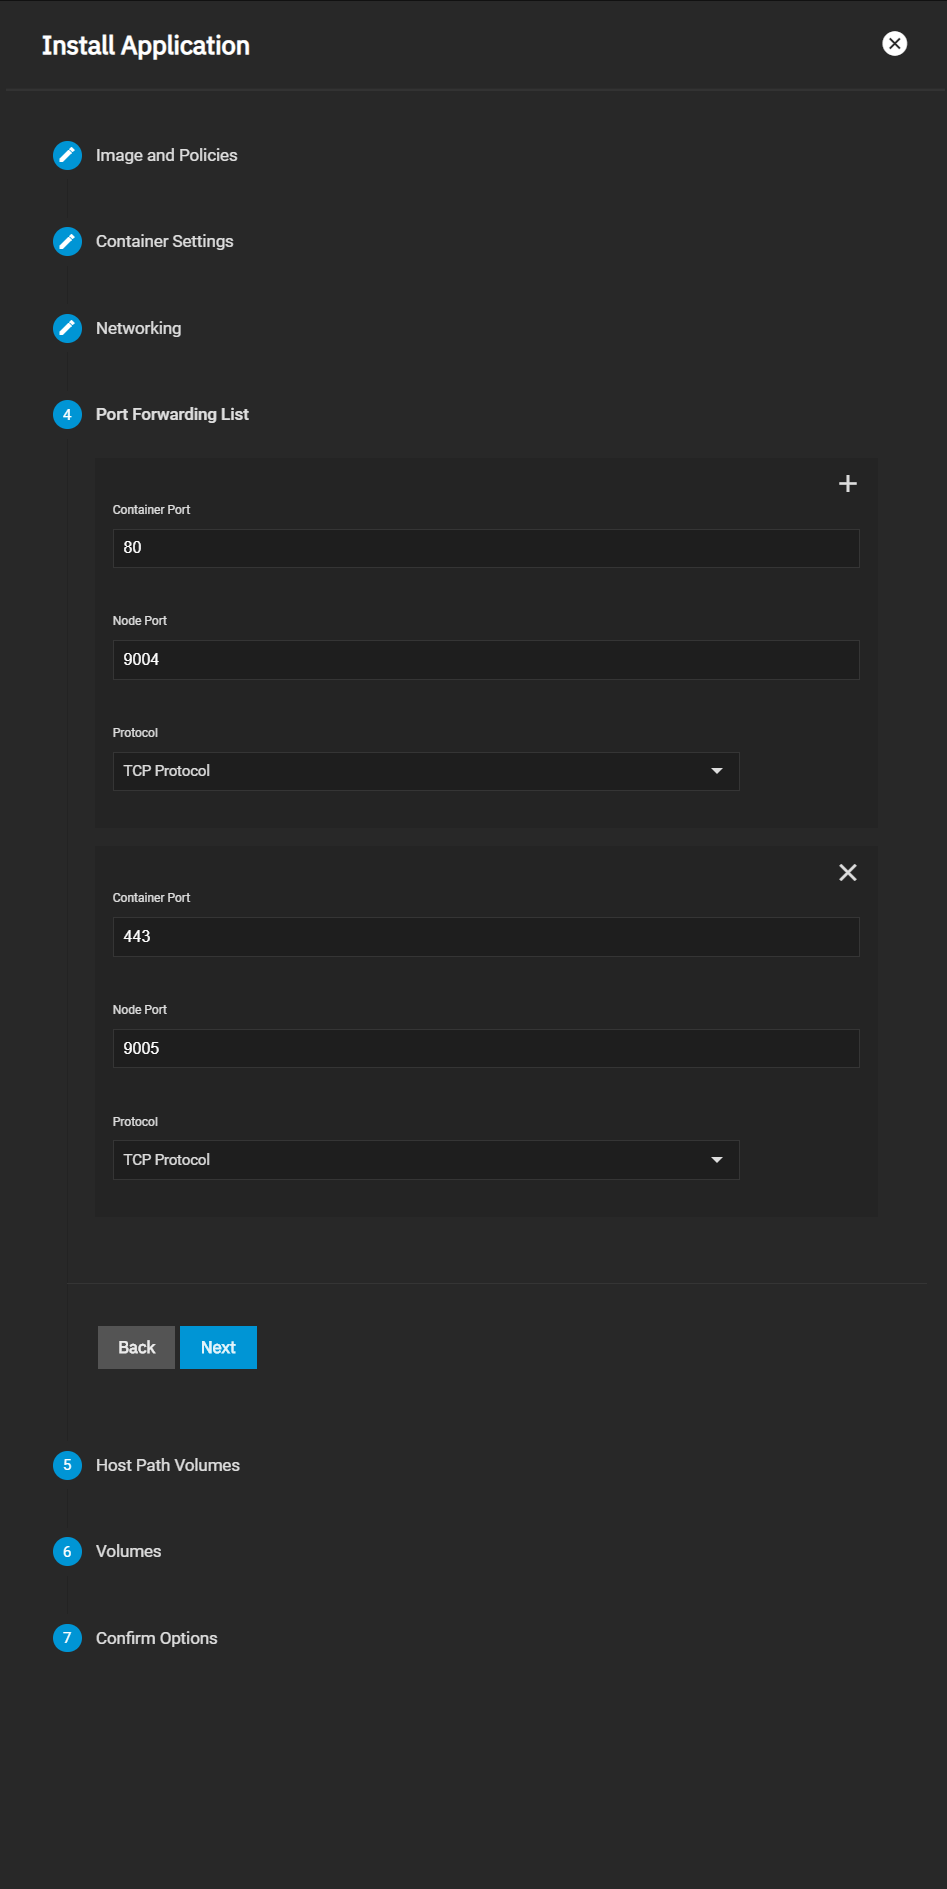 Install Application
Image and Policies
Container Settings
Networking
4 Port Forwarding List
Container Port
80
Node Port
9004
Protocol
TCP Protocol
Container Port
443
Node Port
9005
Protocol
TCP Protocol
Back Next
5 Host Path Volumes
6 Volumes
7 Confirm Options